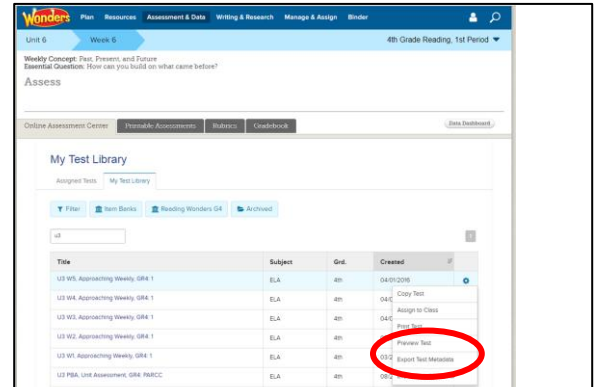 Wonders Plan Resources Assessment & Data Writing & Research Manage & Assign Binder
Unit 6 Week 6 4th Grade Reading, 1st Period
Weekly Concept: Past, Present, and Future
Essential Question: How can you build on what came before?
Assess
Online Assessment Center Printable Assessments Rubrics Gradebook Data Dashboard
My Test Library
Assigned Tests My Test Library
Filter Item Banks Reading Wonders G4 Archived
u3
Title Subject Grd. Created
U3 W5, Approaching Weekly, GR4: 1 ELA 4th 04/01/2016
Copy Test
U3 W4, Approaching Weekly, GR4: 1 ELA 4th
Assign to Class
U3 W3, Approaching Weekly, GR4: 1 ELA 4th
Print Test
U3 W2, Approaching Weekly, GR4: 1 ELA 4th
Preview Test
U3 W1, Approaching Weekly, GR4: 1 ELA 4th
Export Test Metadata
U3 PBA, Unit Assessment, GR4: PARCC ELA 4th